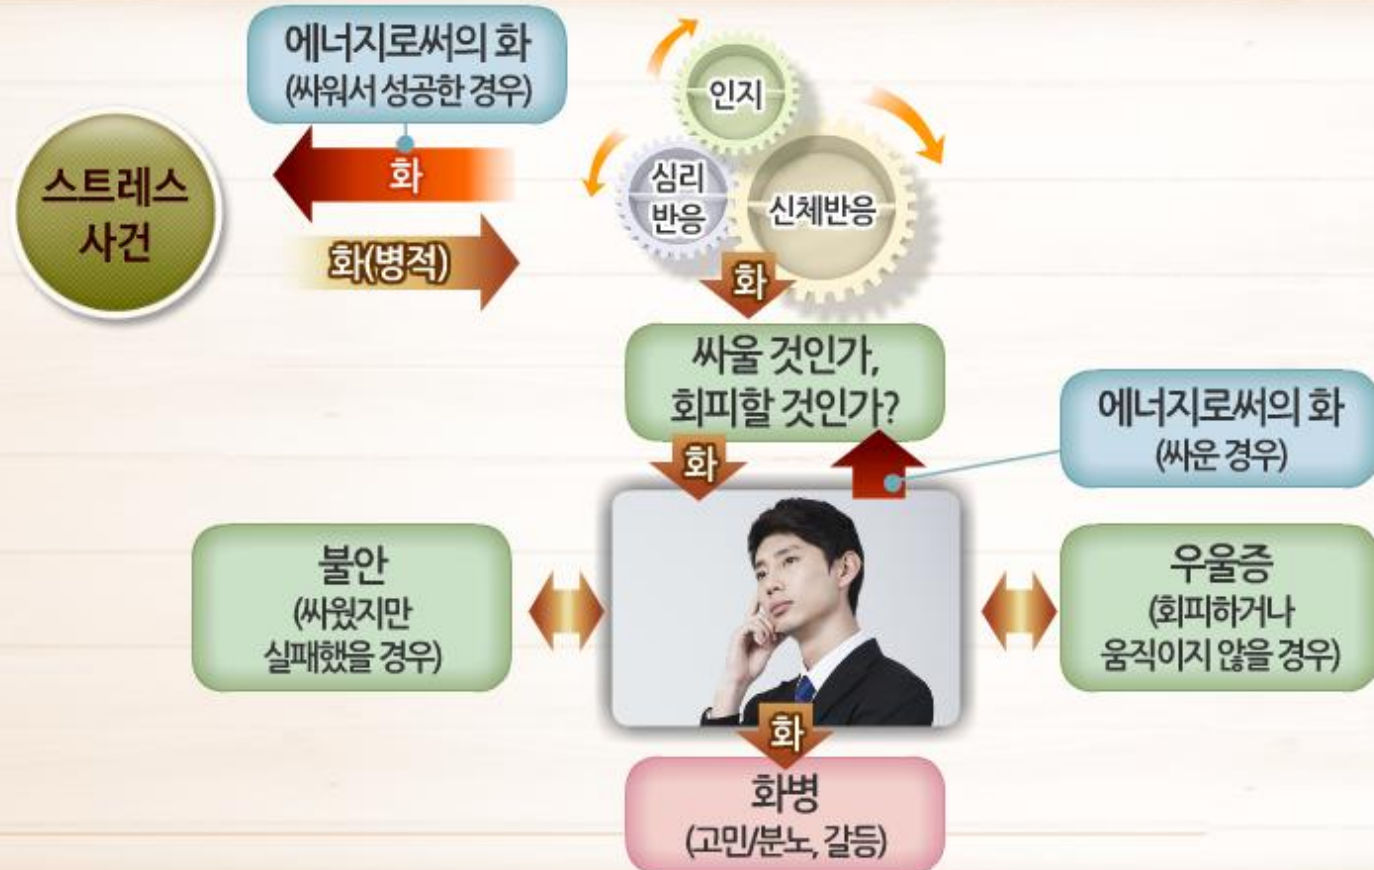 에너지로써의 화
(싸워서 성공한 경우)
스트레스
사건
화
화(병적)
인지
심리
반응
신체반응
화
싸울 것인가,
회피할 것인가?
화
에너지로써의 화
(싸운 경우)
불안
(싸웠지만
실패했을 경우)
우울증
(회피하거나
움직이지 않을 경우)
화
화병
(고민/분노, 갈등)